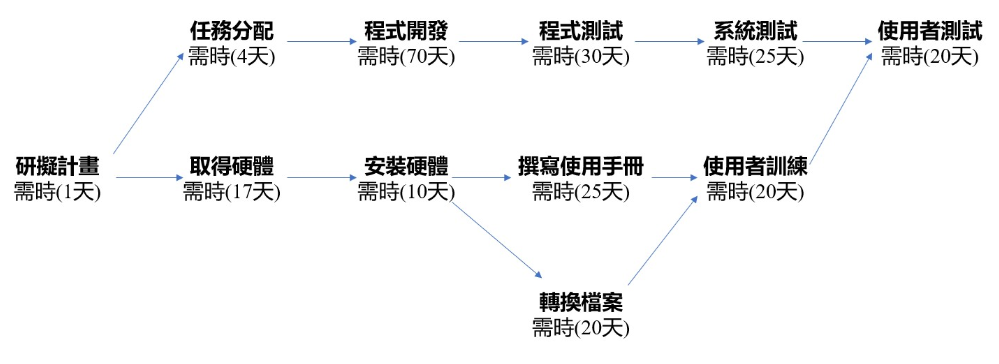 任務分配
需時(4天)
程式開發
需時(70天)
程式測試
需時(30天)
系統測試
需時(25天)
使用者測試
需時(20天)
研擬計畫
需時(1天)
取得硬體
需時(17天)
安裝硬體
需時(10天)
撰寫使用手冊
需時(25天)
使用者訓練
需時(20天)
轉換檔案
需時(20天)